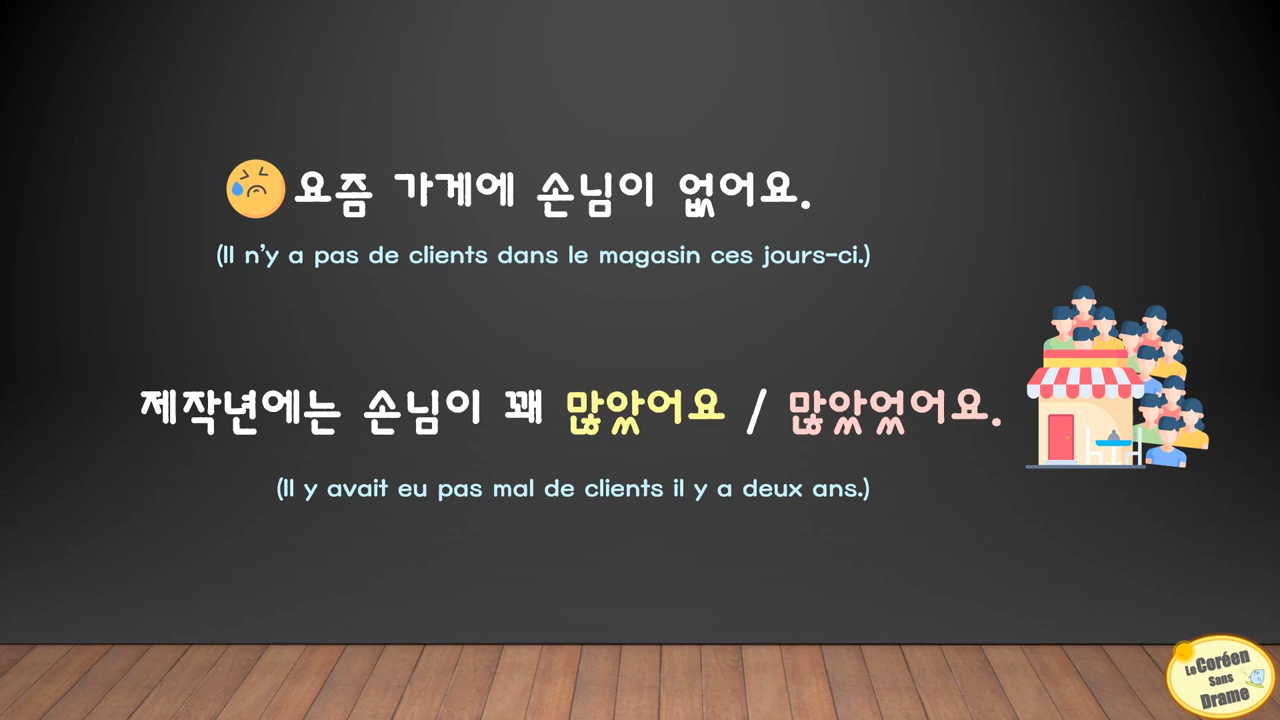 요즘 가게에 손님이 없어요.
(Il n'y a pas de clients dans le magasin ces jours-ci.)
제작년에는 손님이 꽤 많았어요 / 많았었어요.
(Il y avait eu pas mal de clients il y a deux ans.)
Le Coréen
Sans
Drame